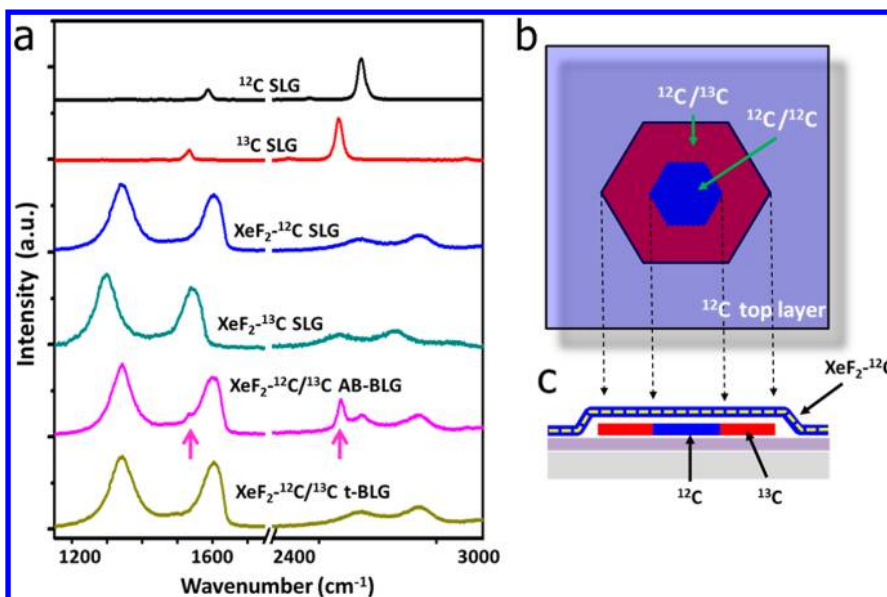 a
¹²C SLG
¹³C SLG
XeF₂-¹²C SLG
XeF₂-¹³C SLG
XeF₂-¹²C/¹³C AB-BLG
XeF₂-¹²C/¹³C t-BLG
Intensity (a.u.)
1200 1600 2400 3000
Wavenumber (cm⁻¹)
b
¹²C/¹³C
¹²C/¹²C
¹²C top layer
c
XeF₂-¹²C
¹²C
¹³C